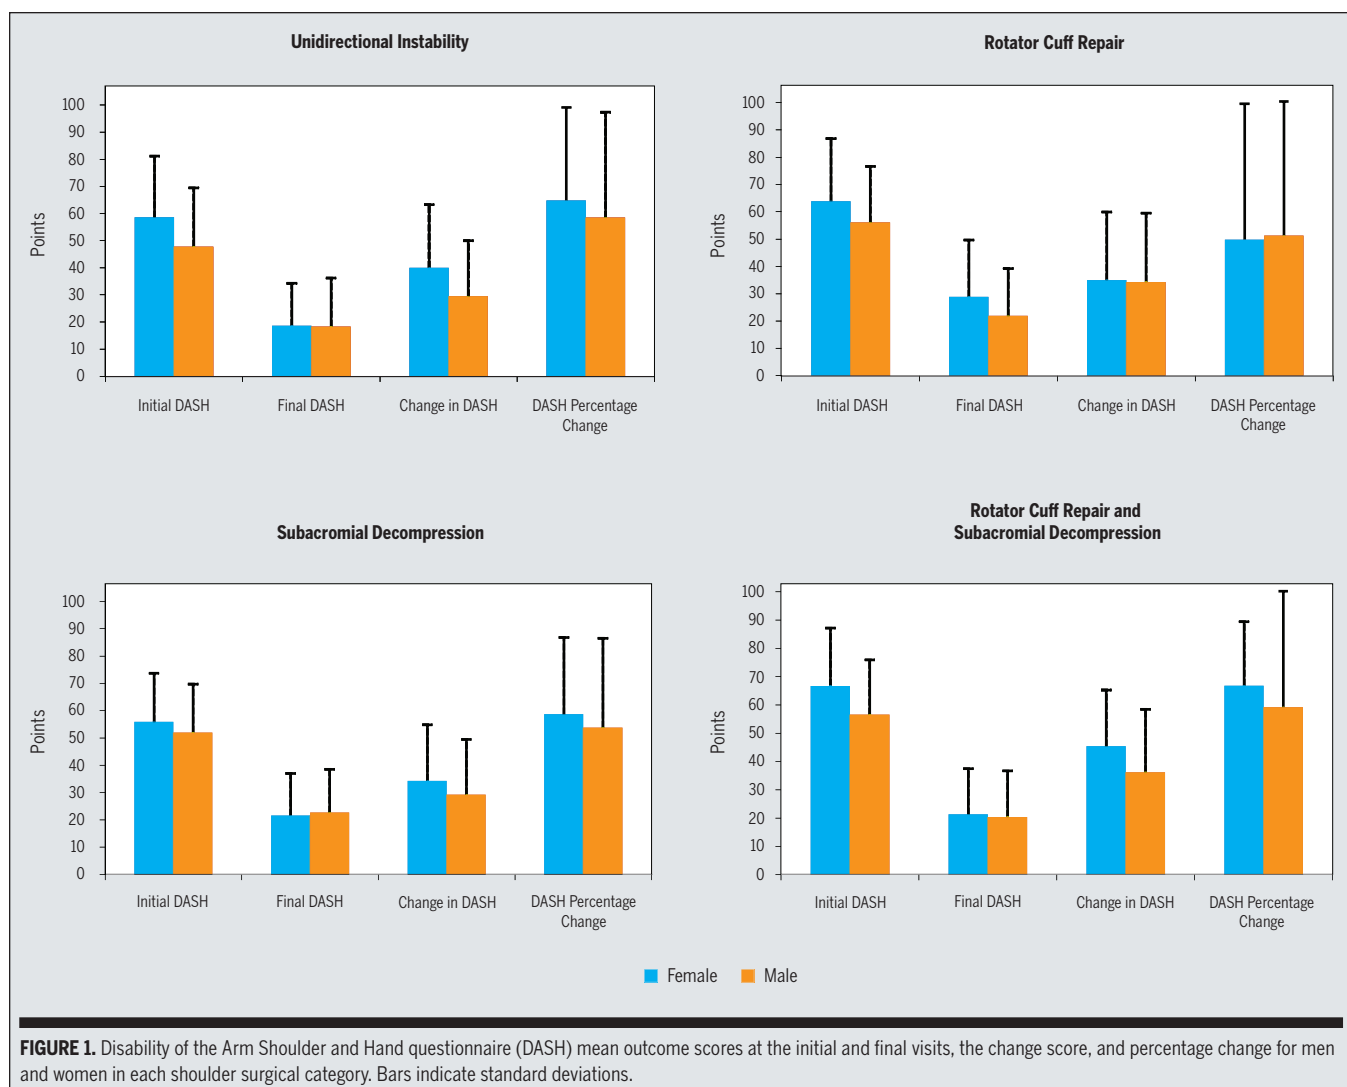 Unidirectional Instability
Points
100
90
80
70
60
50
40
30
20
10
0
Initial DASH
Final DASH
Change in DASH
DASH Percentage
Change
Rotator Cuff Repair
Points
100
90
80
70
60
50
40
30
20
10
0
Initial DASH
Final DASH
Change in DASH
DASH Percentage
Change
Subacromial Decompression
Points
100
90
80
70
60
50
40
30
20
10
0
Initial DASH
Final DASH
Change in DASH
DASH Percentage
Change
Rotator Cuff Repair and
Subacromial Decompression
Points
100
90
80
70
60
50
40
30
20
10
0
Initial DASH
Final DASH
Change in DASH
DASH Percentage
Change
Female
Male
FIGURE 1. Disability of the Arm Shoulder and Hand questionnaire (DASH) mean outcome scores at the initial and final visits, the change score, and percentage change for men
and women in each shoulder surgical category. Bars indicate standard deviations.